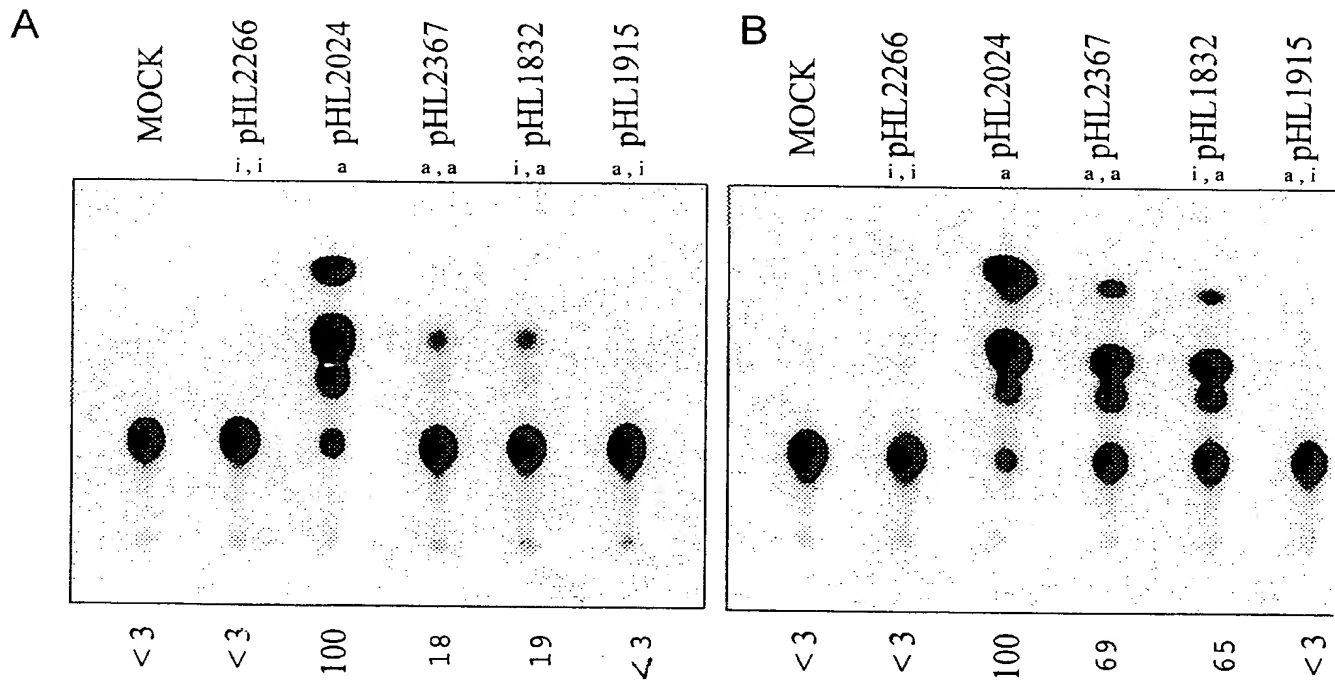 A
MOCK
i,i pHL2266
a pHL2024
a,a pHL2367
i,a pHL1832
a,i pHL1915
<3
<3
100
18
19
<3
B
MOCK
i,i pHL2266
a pHL2024
a,a pHL2367
i,a pHL1832
a,i pHL1915
<3
<3
100
69
65
<3